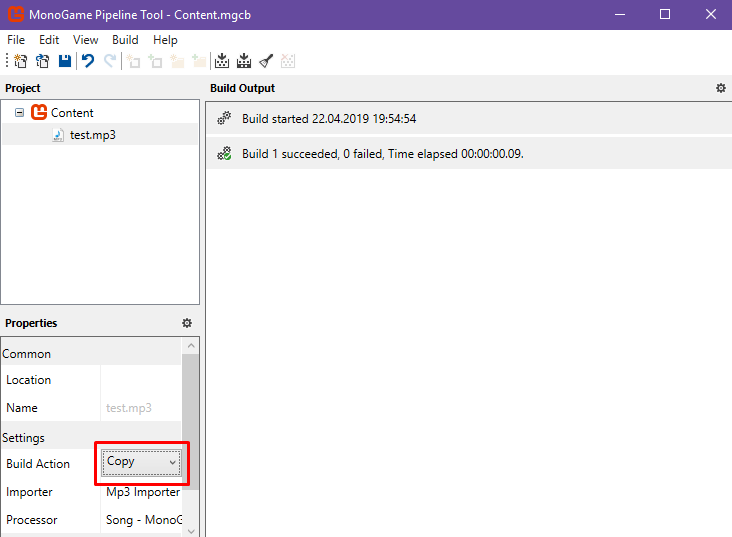 MonoGame Pipeline Tool - Content.mgcb
File Edit View Build Help
Project
Content
test.mp3
Build Output
Build started 22.04.2019 19:54:54
Build 1 succeeded, 0 failed, Time elapsed 00:00:00.09.
Properties
Common
Location
Name test.mp3
Settings
Build Action Copy
Importer Mp3 Importer
Processor Song - MonoG